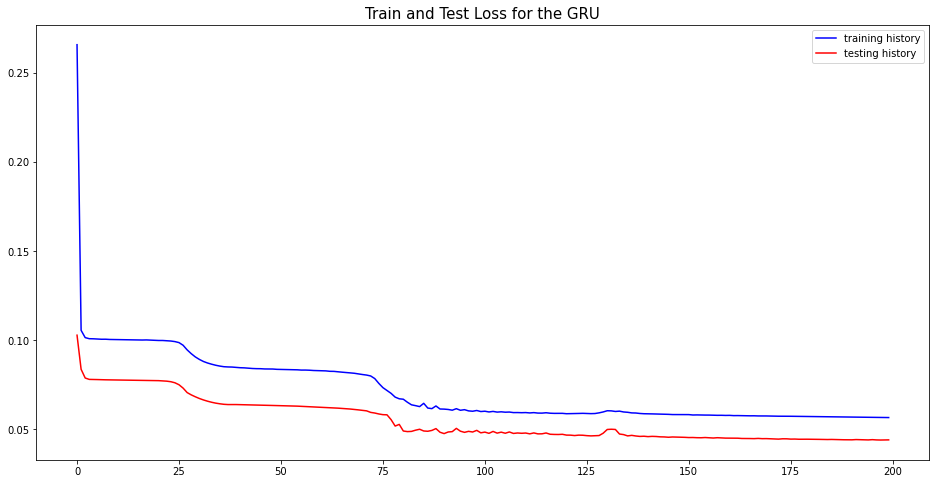 Train and Test Loss for the GRU
training history
testing history
0.25
0.20
0.15
0.10
0.05
0 25 50 75 100 125 150 175 200